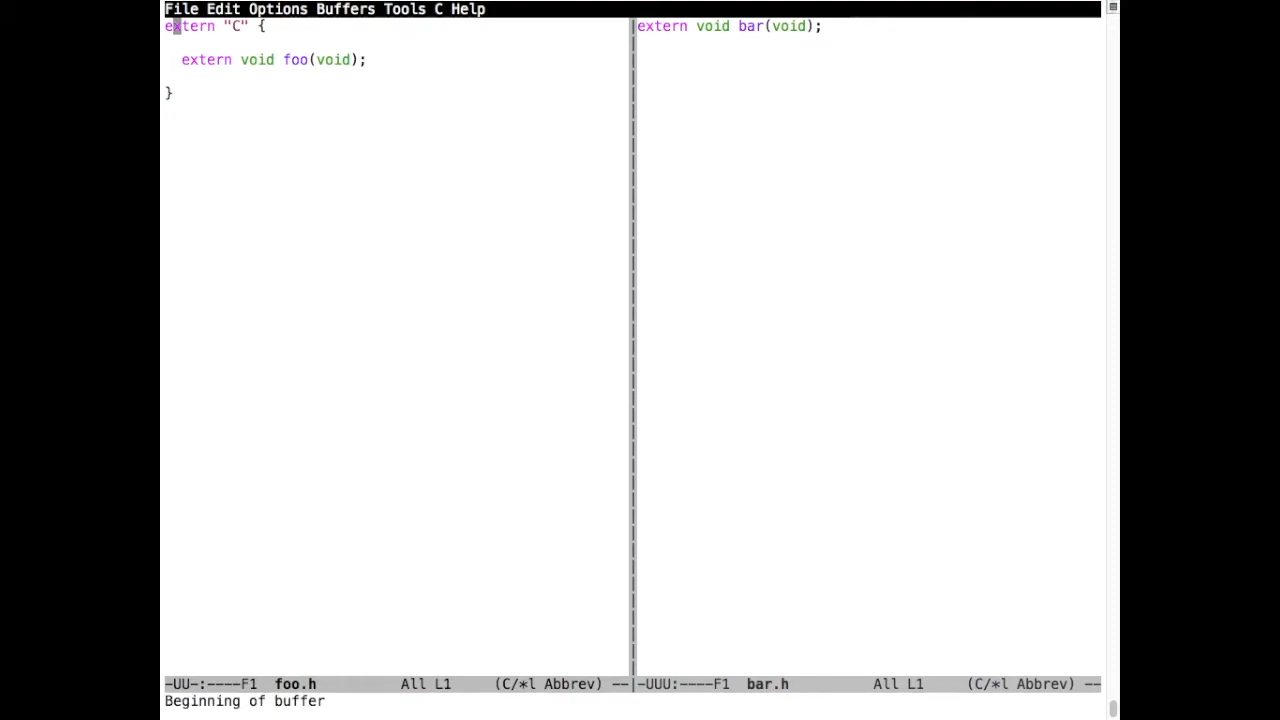 File Edit Options Buffers Tools C Help
extern "C" {
  extern void foo(void);
}
extern void bar(void);
-UU-:----F1  foo.h          All L1     (C/*l Abbrev) --
-UUU:----F1  bar.h          All L1     (C/*l Abbrev) --
Beginning of buffer